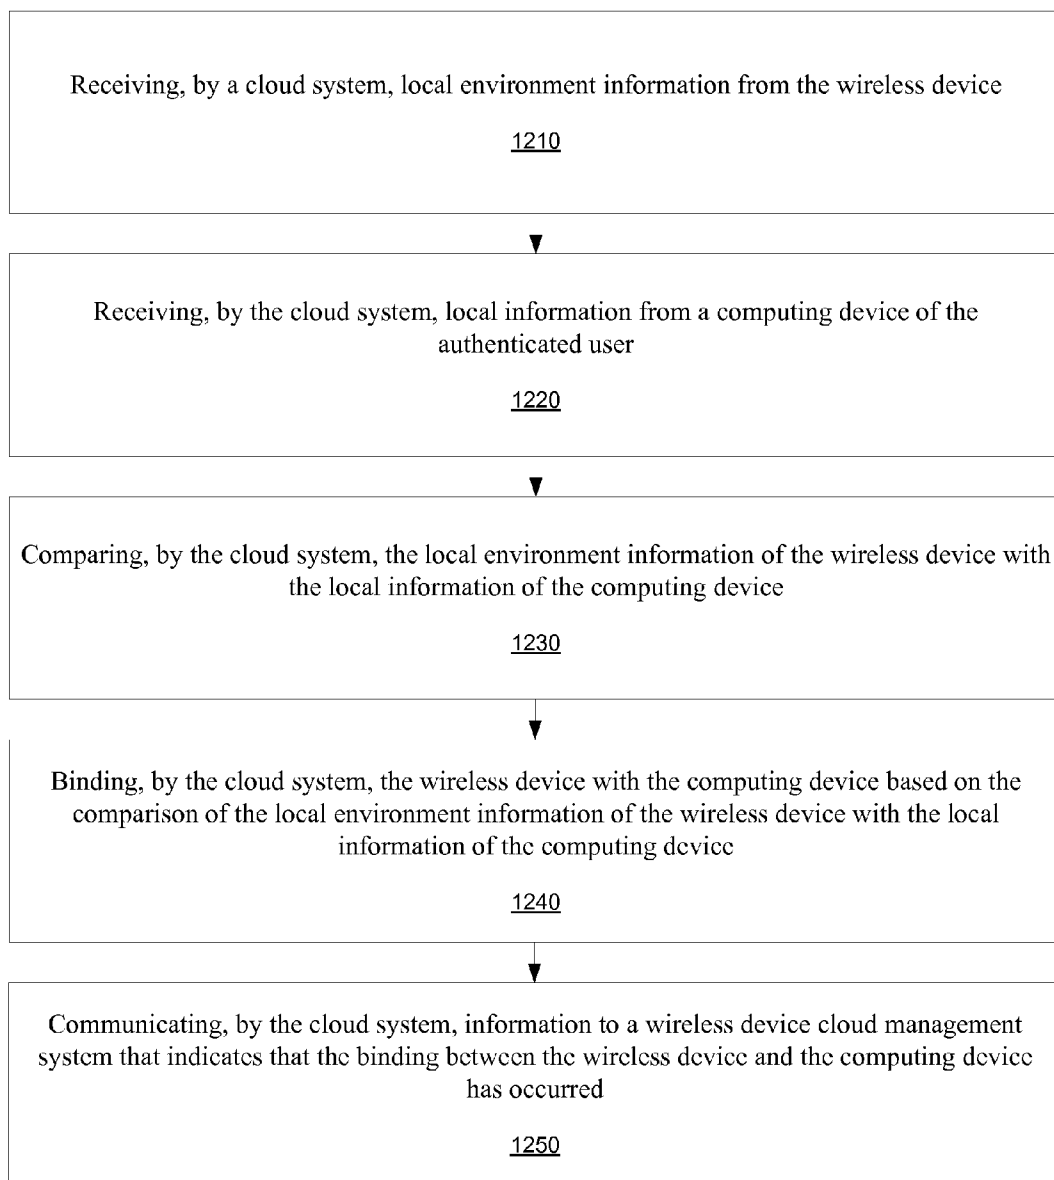 Receiving, by a cloud system, local environment information from the wireless device
1210
Receiving, by the cloud system, local information from a computing device of the
authenticated user
1220
Comparing, by the cloud system, the local environment information of the wireless device with
the local information of the computing device
1230
Binding, by the cloud system, the wireless device with the computing device based on the
comparison of the local environment information of the wireless device with the local
information of the computing device
1240
Communicating, by the cloud system, information to a wireless device cloud management
system that indicates that the binding between the wireless device and the computing device
has occurred
1250